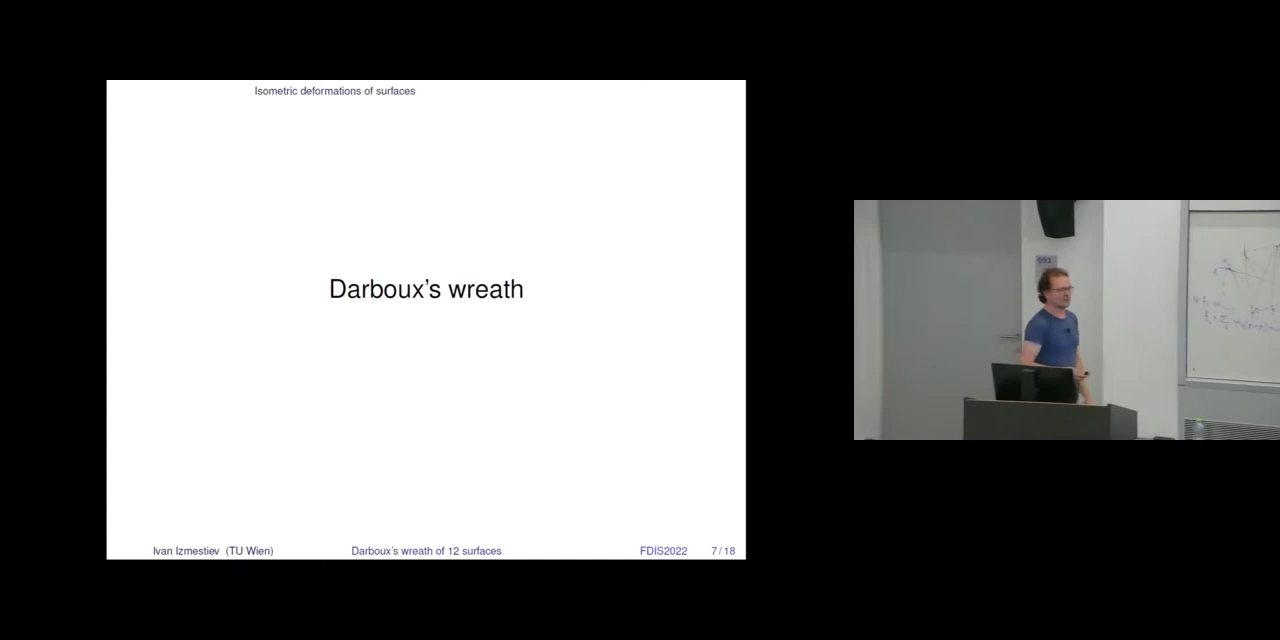 Isometric deformations of surfaces
Darboux's wreath
Ivan Izmestiev (TU Wien)
Darboux's wreath of 12 surfaces
FDIS2022
7 / 18